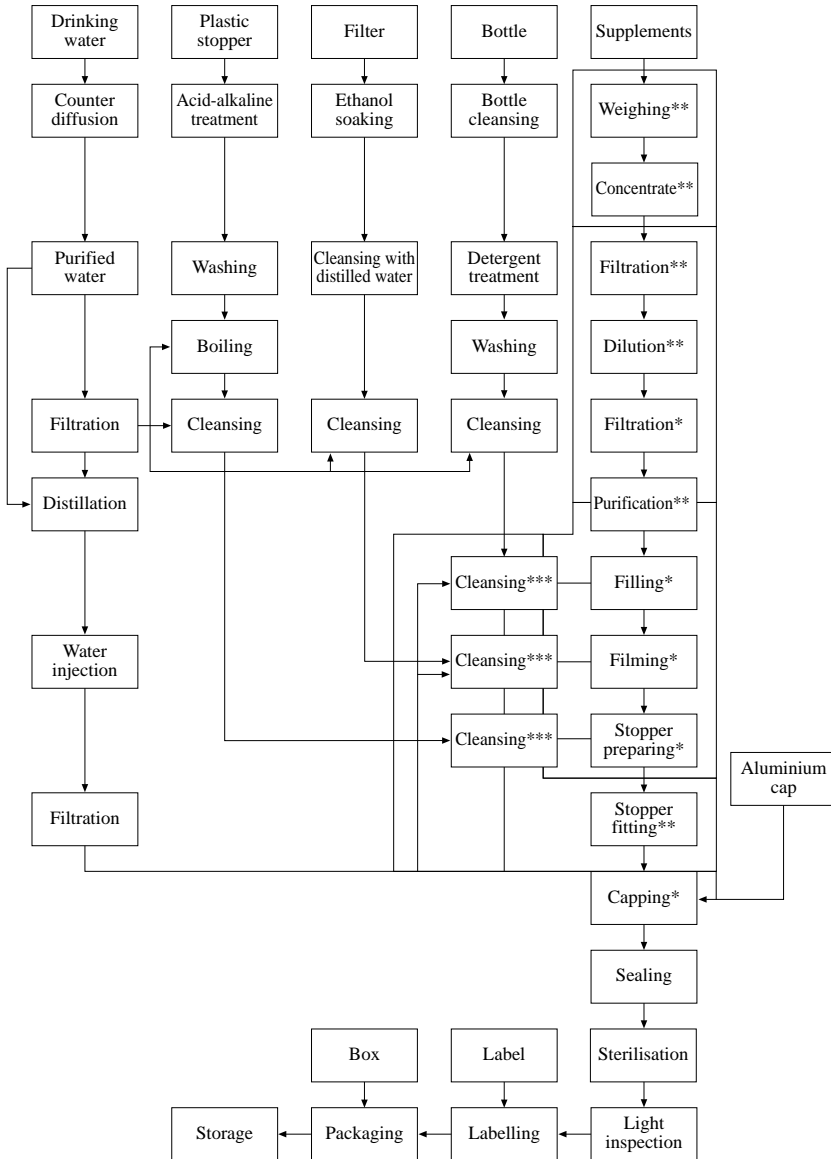 Drinking
water
Plastic
stopper
Filter
Bottle
Supplements
Counter
diffusion
Acid-alkaline
treatment
Ethanol
soaking
Bottle
cleansing
Weighing**
Concentrate**
Purified
water
Washing
Cleansing with
distilled water
Detergent
treatment
Filtration**
Boiling
Washing
Dilution**
Filtration
Cleansing
Cleansing
Cleansing
Filtration*
Distillation
Purification**
Cleansing***
Filling*
Water
injection
Cleansing***
Filming*
Cleansing***
Stopper
preparing*
Aluminium
cap
Filtration
Stopper
fitting**
Capping*
Sealing
Box
Label
Sterilisation
Storage
Packaging
Labelling
Light
inspection